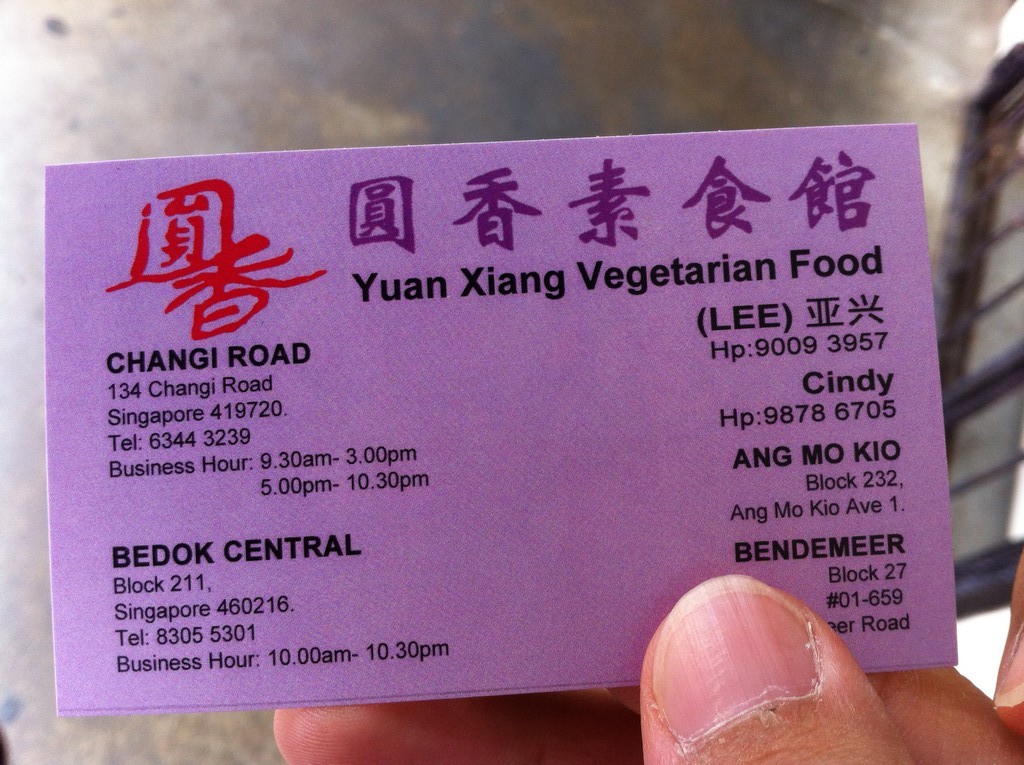 圓香
圓香素食館
Yuan Xiang Vegetarian Food
(LEE) 亚兴
Hp:9009 3957
Cindy
Hp:9878 6705
CHANGI ROAD
134 Changi Road
Singapore 419720.
Tel: 6344 3239
Business Hour: 9.30am- 3.00pm
5.00pm- 10.30pm
BEDOK CENTRAL
Block 211,
Singapore 460216.
Tel: 8305 5301
Business Hour: 10.00am- 10.30pm
ANG MO KIO
Block 232,
Ang Mo Kio Ave 1.
BENDEMEER
Block 27
#01-659
Road